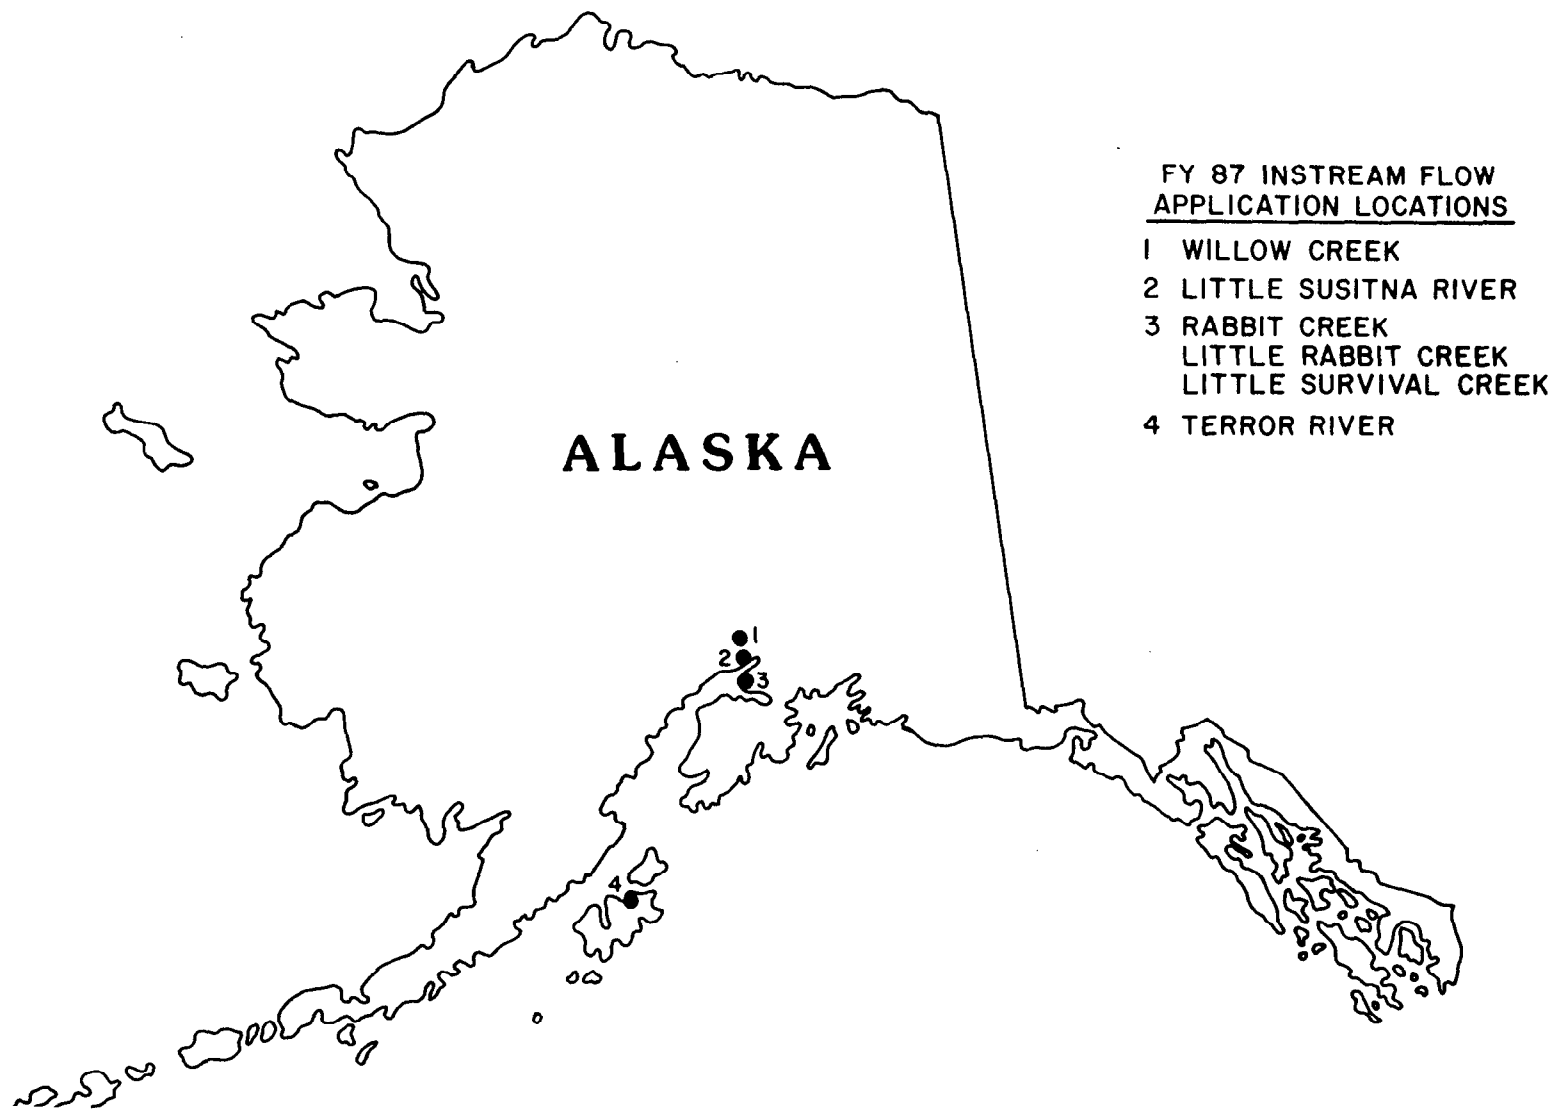 FY 87 INSTREAM FLOW
APPLICATION LOCATIONS
1 WILLOW CREEK
2 LITTLE SUSITNA RIVER
3 RABBIT CREEK
LITTLE RABBIT CREEK
LITTLE SURVIVAL CREEK
4 TERROR RIVER
ALASKA
1
2
3
4